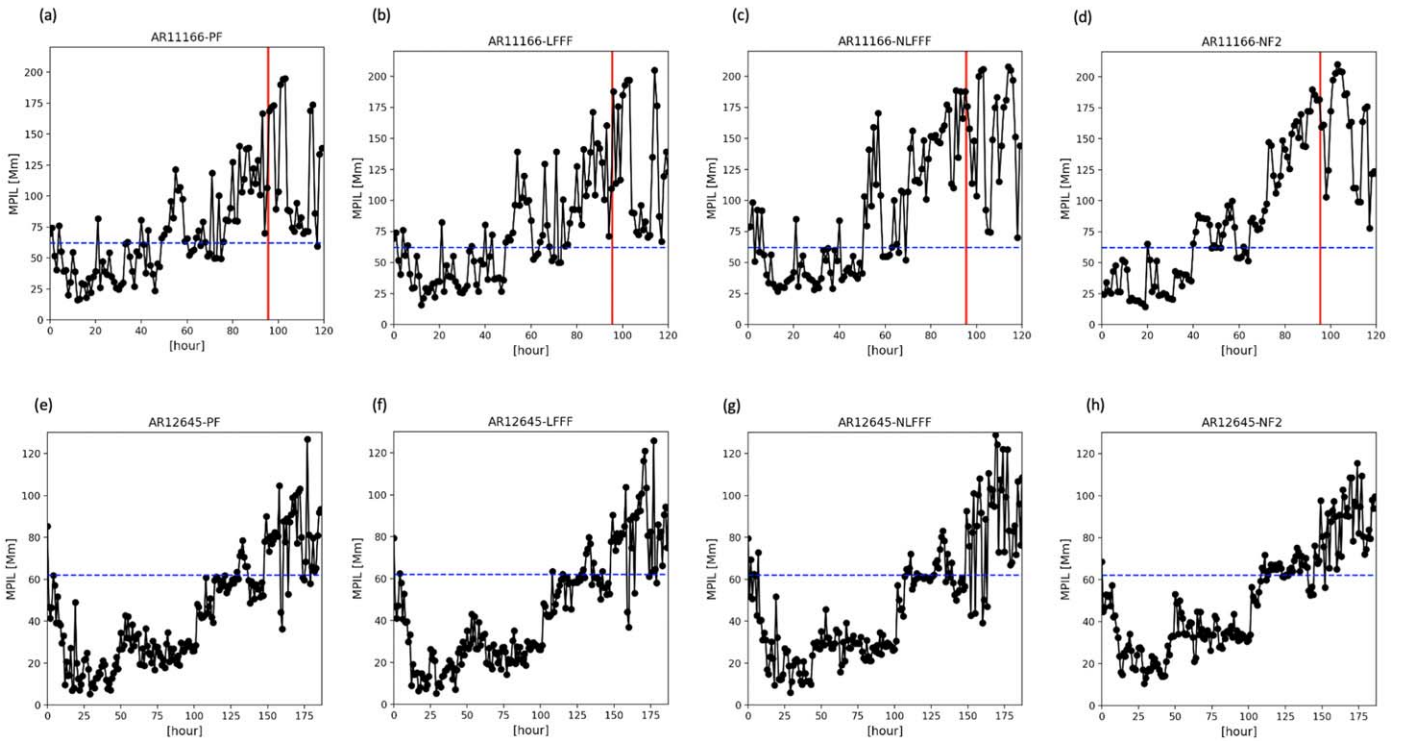 (a)
(b)
(c)
(d)
AR11166-PF
AR11166-LFFF
AR11166-NLFFF
AR11166-NF2
MPIL [Mm]
200
175
150
125
100
75
50
25
0
0 20 40 60 80 100 120
[hour]
MPIL [Mm]
200
175
150
125
100
75
50
25
0
0 20 40 60 80 100 120
[hour]
MPIL [Mm]
200
175
150
125
100
75
50
25
0
0 20 40 60 80 100 120
[hour]
MPIL [Mm]
200
175
150
125
100
75
50
25
0
0 20 40 60 80 100 120
[hour]
(e)
(f)
(g)
(h)
AR12645-PF
AR12645-LFFF
AR12645-NLFFF
AR12645-NF2
MPIL [Mm]
120
100
80
60
40
20
0
0 25 50 75 100 125 150 175
[hour]
MPIL [Mm]
120
100
80
60
40
20
0
0 25 50 75 100 125 150 175
[hour]
MPIL [Mm]
120
100
80
60
40
20
0
0 25 50 75 100 125 150 175
[hour]
MPIL [Mm]
120
100
80
60
40
20
0
0 25 50 75 100 125 150 175
[hour]